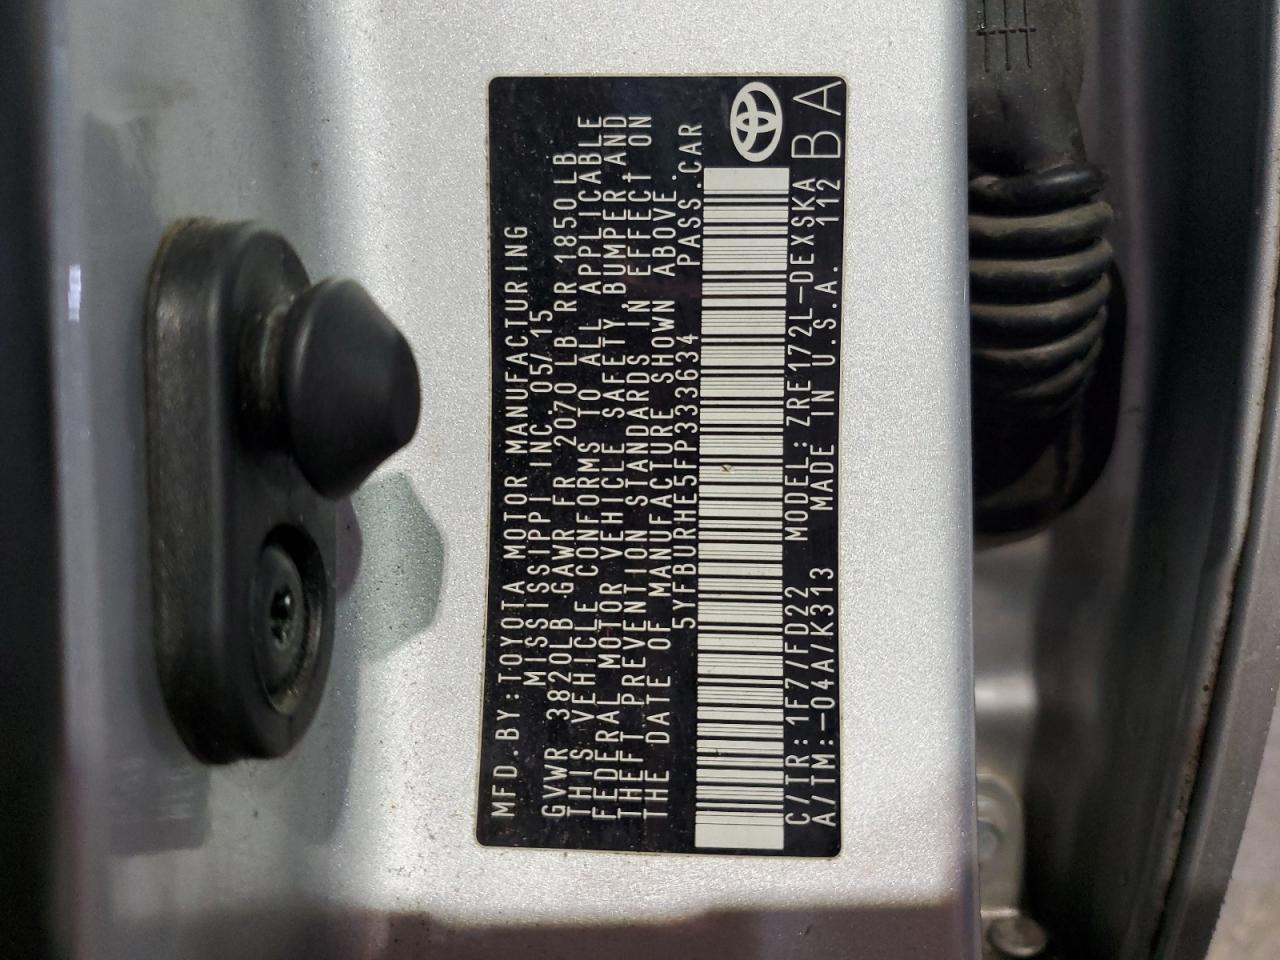 MFD.BY:TOYOTA MOTOR MANUFACTURING
MISSISSIPPI INC. 05/15
GVWR 3820LB GAWR FR 2070 LB RR 1850LB
THIS VEHICLE CONFORMS TO ALL APPLICABLE
FEDERAL MOTOR VEHICLE SAFETY, BUMPER, AND
THEFT PREVENTION STANDARDS IN EFFECT ON
THE DATE OF MANUFACTURE SHOWN ABOVE.
5YFBURHE5FP333634 PASS.CAR
C/TR: 1F7/FD22 MODEL: ZRE172L-DEXSKA
A/TM:-04A/K313 MADE IN U.S.A. 112 BA